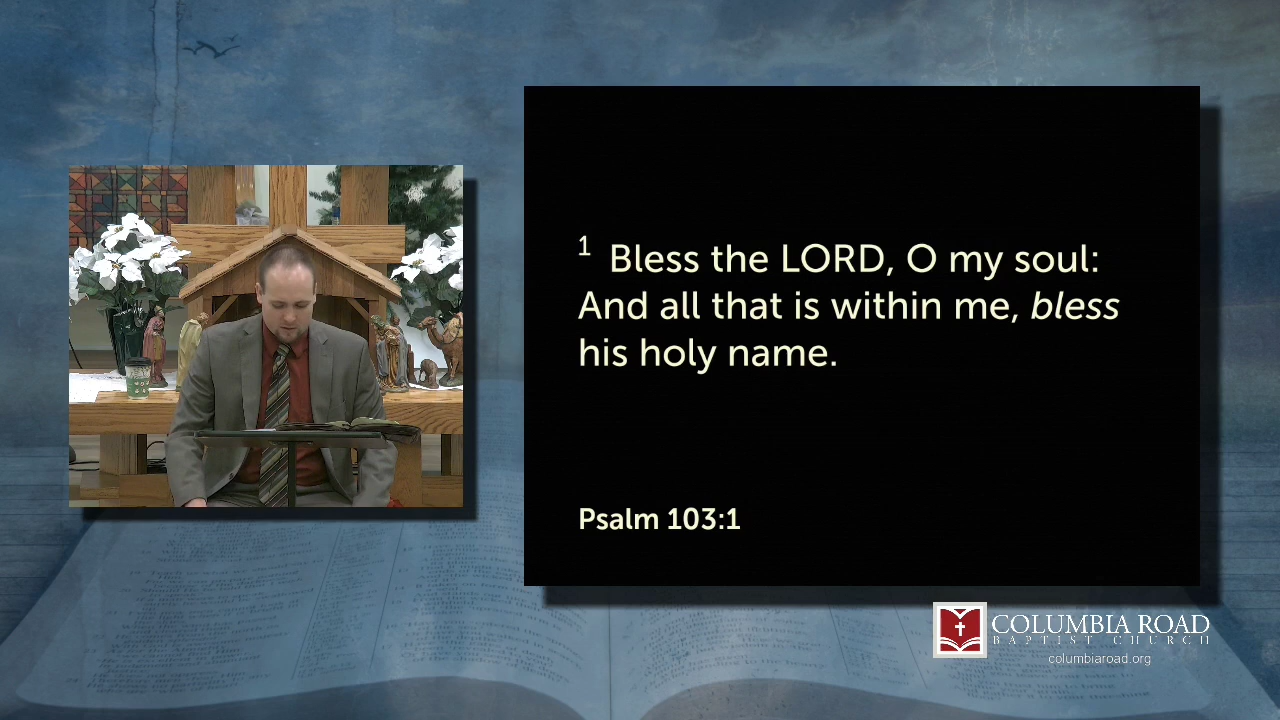 1 Bless the LORD, O my soul:
And all that is within me, bless
his holy name.
Psalm 103:1
COLUMBIA ROAD
BAPTIST CHURCH
columbiaroad.org